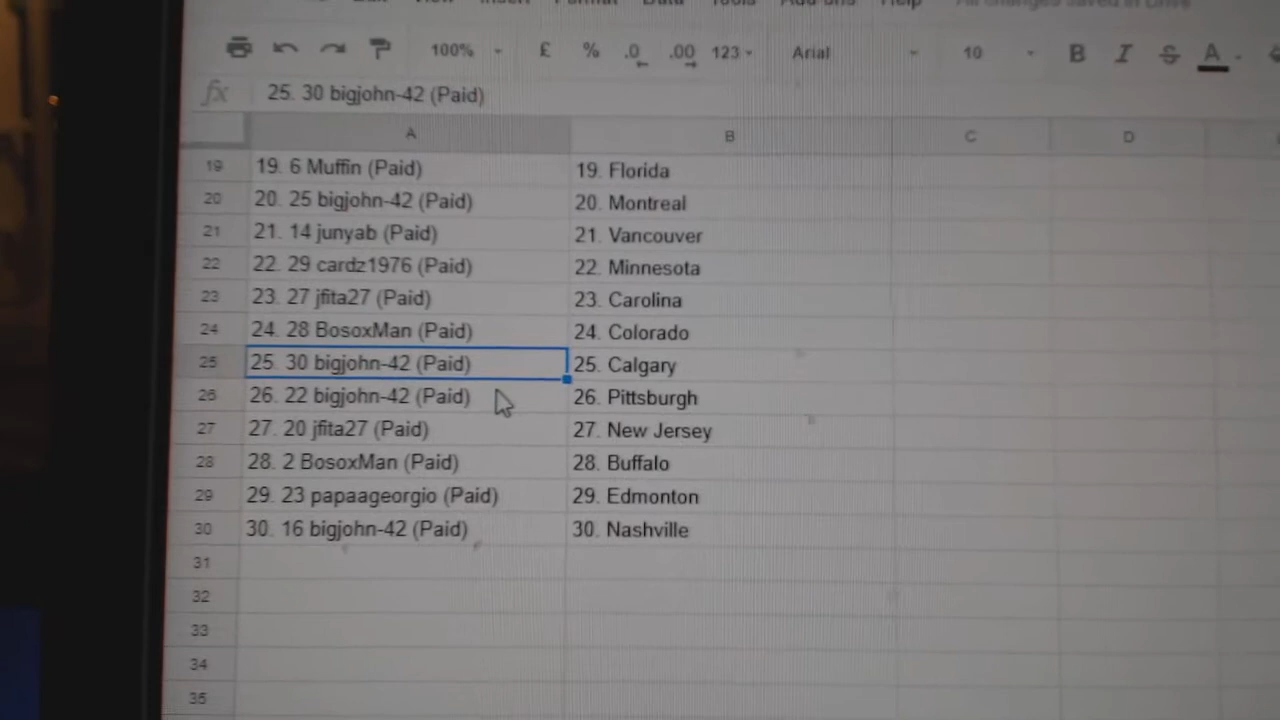 100% £ % .0 .00 123 Arial 10 B I S A
fx 25. 30 bigjohn-42 (Paid)
A B C D
19 19. 6 Muffin (Paid) 19. Florida
20 20. 25 bigjohn-42 (Paid) 20. Montreal
21 21. 14 junyab (Paid) 21. Vancouver
22 22. 29 cardz1976 (Paid) 22. Minnesota
23 23. 27 jfita27 (Paid) 23. Carolina
24 24. 28 BosoxMan (Paid) 24. Colorado
25 25. 30 bigjohn-42 (Paid) 25. Calgary
26 26. 22 bigjohn-42 (Paid) 26. Pittsburgh
27 27. 20 jfita27 (Paid) 27. New Jersey
28 28. 2 BosoxMan (Paid) 28. Buffalo
29 29. 23 papaageorgio (Paid) 29. Edmonton
30 30. 16 bigjohn-42 (Paid) 30. Nashville
31
32
33
34
35